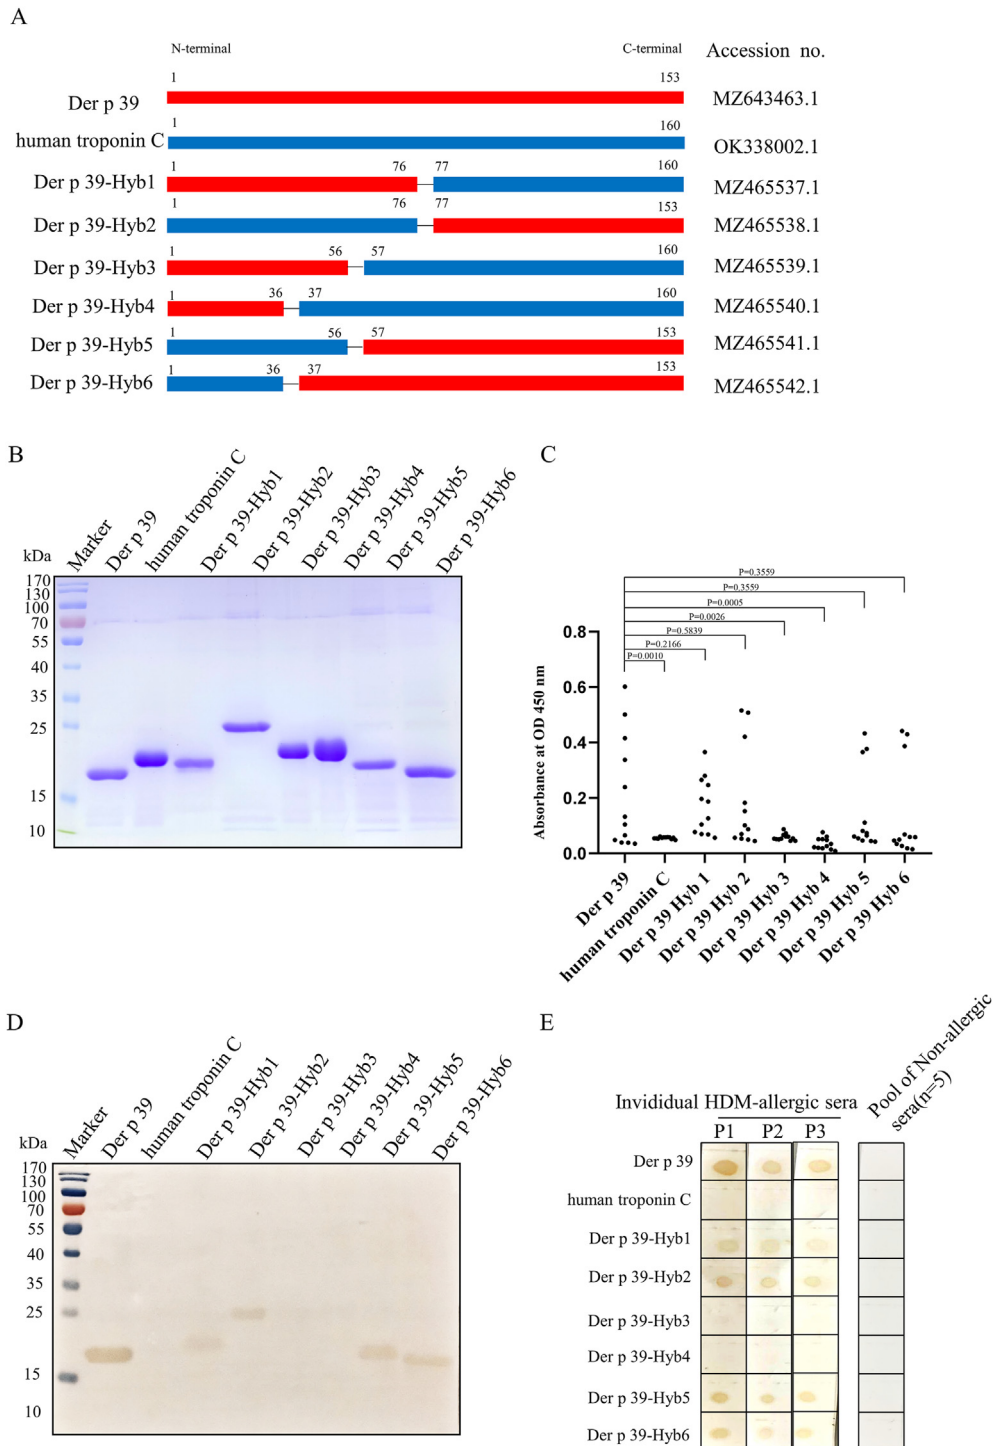 A
N-terminal C-terminal Accession no.
1 153
Der p 39 MZ643463.1
1 160
human troponin C OK338002.1
1 76 77 160
Der p 39-Hyb1 MZ465537.1
1 76 77 153
Der p 39-Hyb2 MZ465538.1
1 56 57 160
Der p 39-Hyb3 MZ465539.1
1 36 37 160
Der p 39-Hyb4 MZ465540.1
1 56 57 153
Der p 39-Hyb5 MZ465541.1
1 36 37 153
Der p 39-Hyb6 MZ465542.1
B
kDa
Marker
Der p 39
human troponin C
Der p 39-Hyb1
Der p 39-Hyb2
Der p 39-Hyb3
Der p 39-Hyb4
Der p 39-Hyb5
Der p 39-Hyb6
170
130
100
70
55
40
35
25
15
10
C
P=0.3559
P=0.3559
P=0.0005
P=0.0026
P=0.5839
P=0.2166
P=0.0010
Absorbance at OD 450 nm
0.8
0.6
0.4
0.2
0.0
Der p 39
human troponin C
Der p 39 Hyb 1
Der p 39 Hyb 2
Der p 39 Hyb 3
Der p 39 Hyb 4
Der p 39 Hyb 5
Der p 39 Hyb 6
D
kDa
Marker
Der p 39
human troponin C
Der p 39-Hyb1
Der p 39-Hyb2
Der p 39-Hyb3
Der p 39-Hyb4
Der p 39-Hyb5
Der p 39-Hyb6
170
130
100
70
55
40
35
25
15
10
E
Invididual HDM-allergic sera
Pool of Non-allergic
sera(n=5)
P1 P2 P3
Der p 39
human troponin C
Der p 39-Hyb1
Der p 39-Hyb2
Der p 39-Hyb3
Der p 39-Hyb4
Der p 39-Hyb5
Der p 39-Hyb6